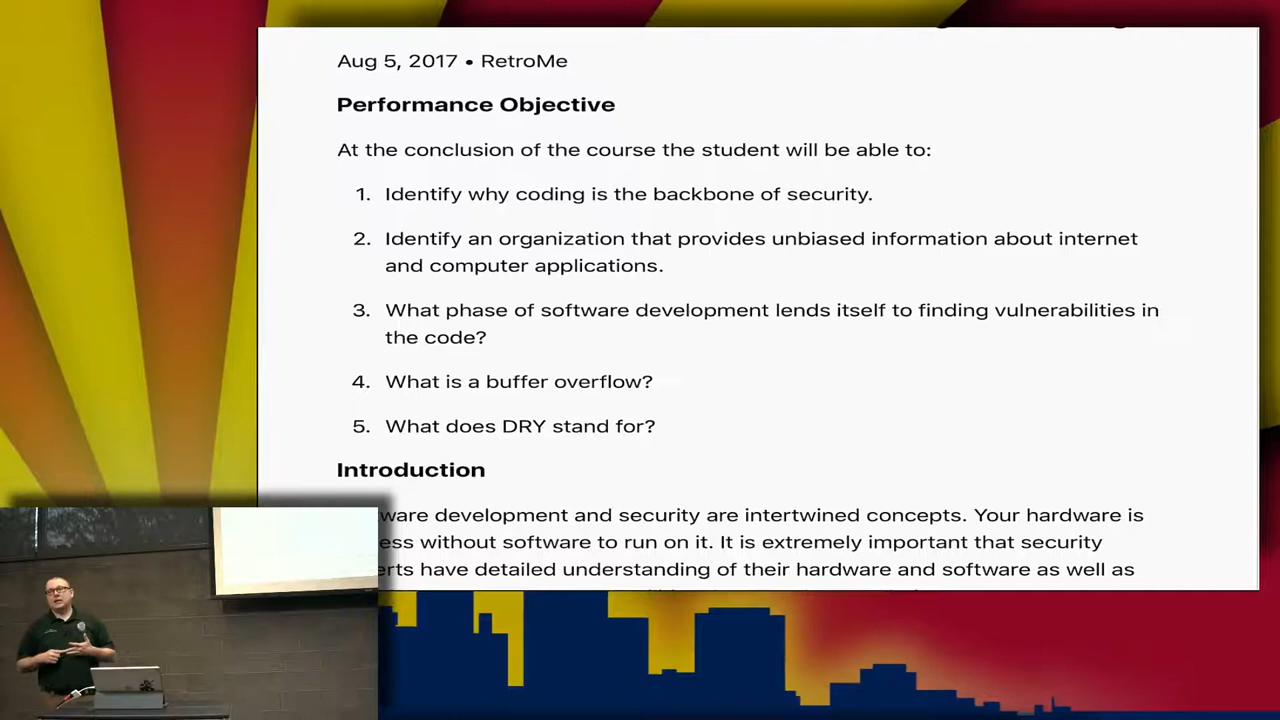 Aug 5, 2017 • RetroMe
Performance Objective
At the conclusion of the course the student will be able to:
1. Identify why coding is the backbone of security.
2. Identify an organization that provides unbiased information about internet
and computer applications.
3. What phase of software development lends itself to finding vulnerabilities in
the code?
4. What is a buffer overflow?
5. What does DRY stand for?
Introduction
development and security are intertwined concepts. Your hardware is
without software to run on it. It is extremely important that security
have detailed understanding of their hardware and software as well as